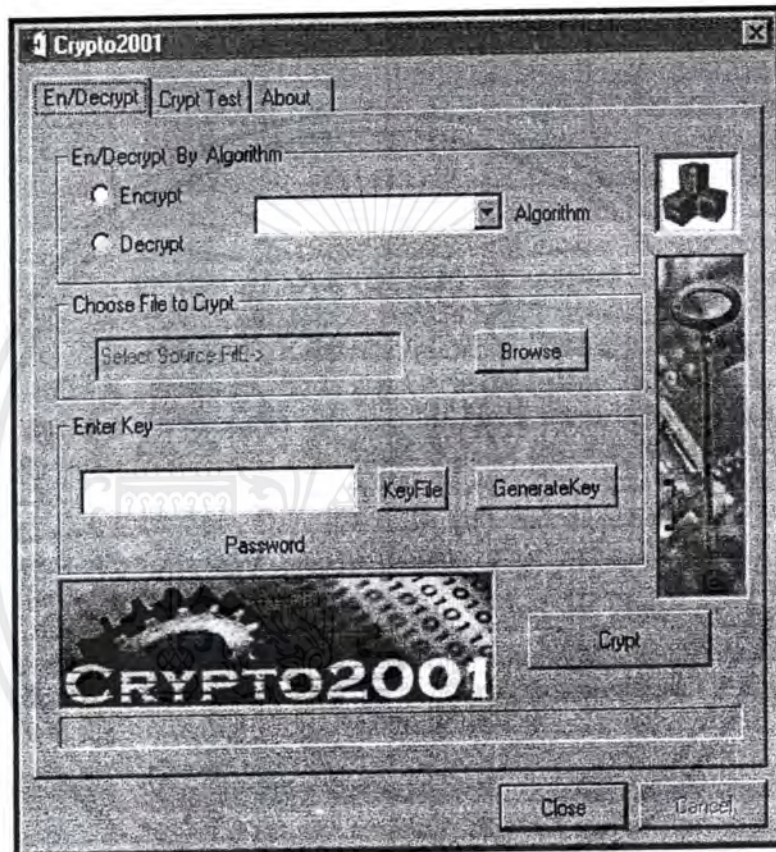 Crypto2001
En/Decrypt Crypt Test About
En/Decrypt By Algorithm
Encrypt
Algorithm
Decrypt
Choose File to Crypt
Select Source File->
Browse
Enter Key
KeyFile GenerateKey
Password
CRYPTO2001
Crypt
Close Cancel